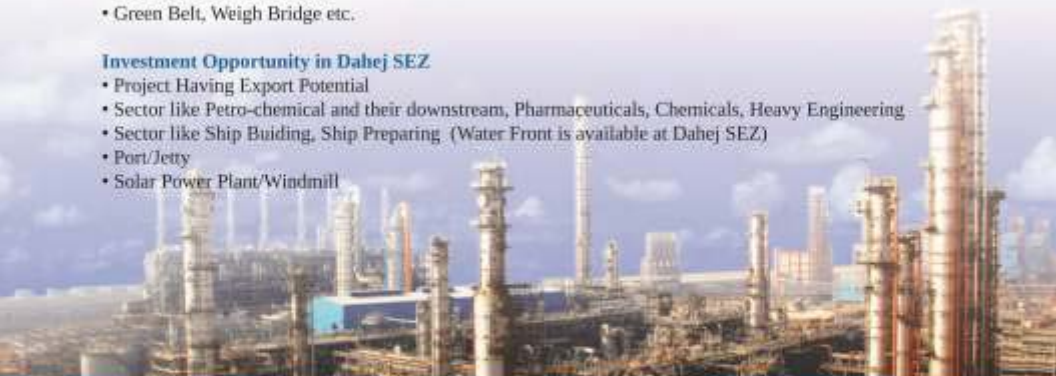 • Green Belt, Weigh Bridge etc.
Investment Opportunity in Dahej SEZ
• Project Having Export Potential
• Sector like Petro-chemical and their downstream, Pharmaceuticals, Chemicals, Heavy Engineering
• Sector like Ship Buiding, Ship Preparing (Water Front is available at Dahej SEZ)
• Port/Jetty
• Solar Power Plant/Windmill